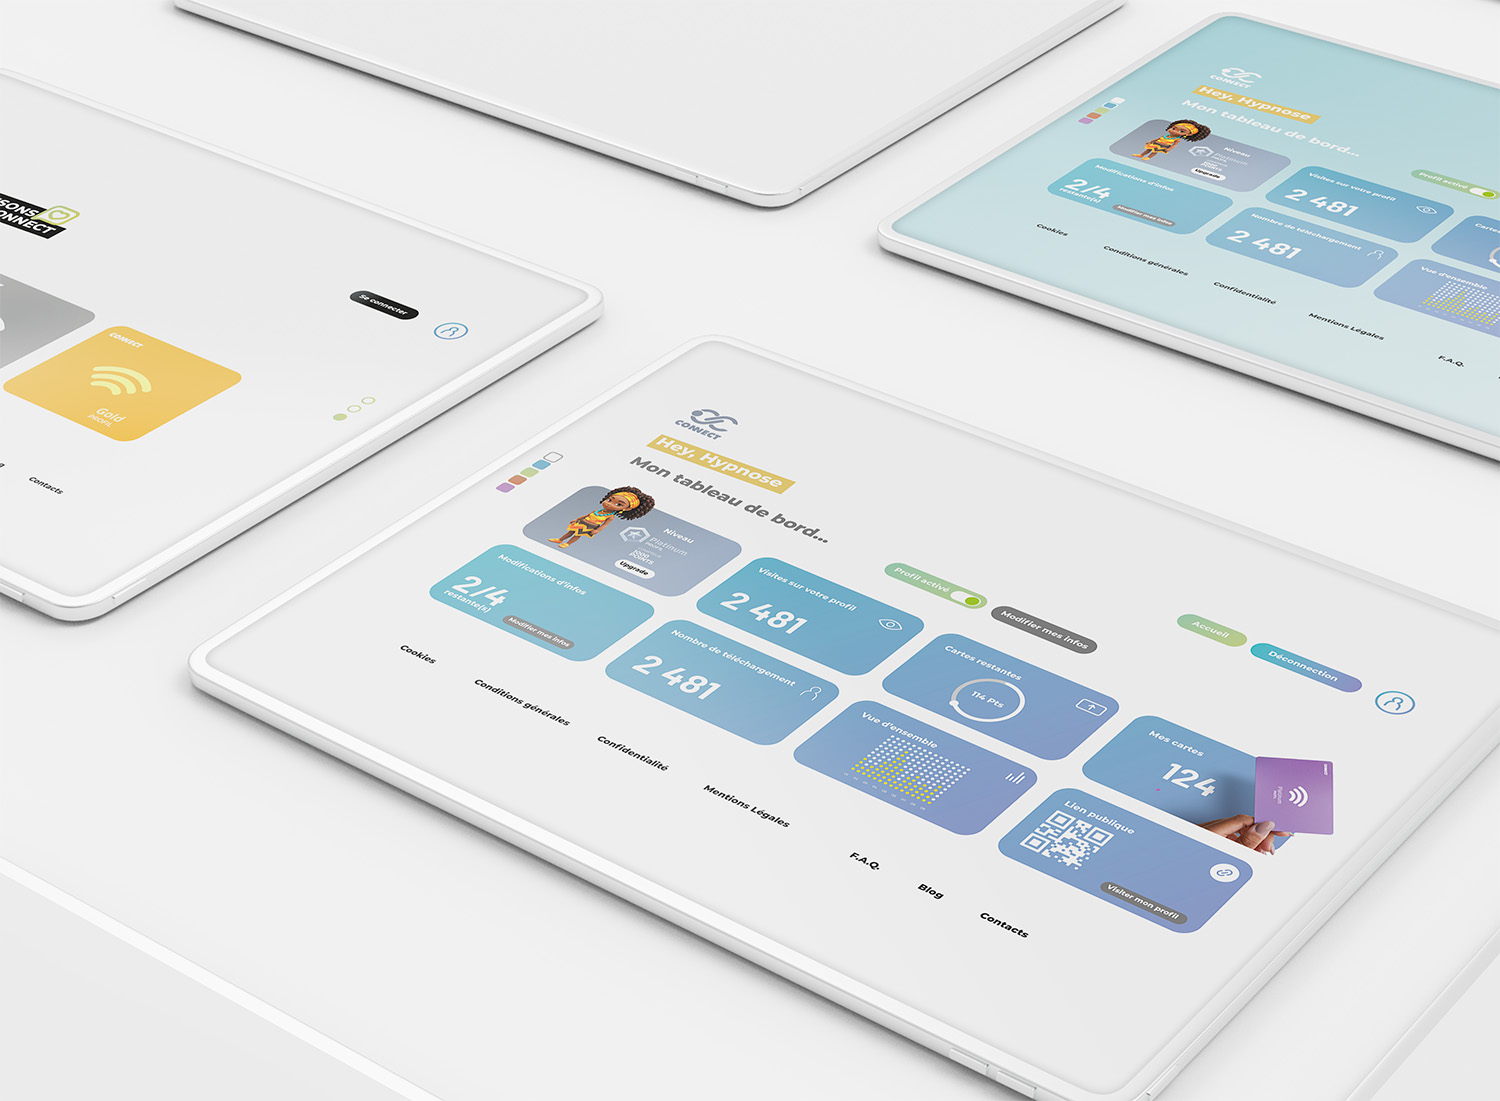 CONNECT
Hey, Hypnose
Mon tableau de bord...
Niveau
Platinum
PROFIL
1000
POINTS
Upgrade
Modifications d'infos
2/4
restante(s)
Modifier mes infos
Visites sur votre profil
2 481
Nombre de téléchargement
2 481
Profil activé
Modifier mes infos
Accueil
Déconnection
Cartes restantes
114 Pts
Vue d'ensemble
Mes cartes
124
Platinum
Lien publique
Visiter mon profil
Cookies
Conditions générales
Confidentialité
Mentions Légales
F.A.Q.
Blog
Contacts
SONS
ONNECT
Se connecter
CONNECT
Gold
PROFIL
Contacts
CONNECT
Hey, Hypnose
Mon tableau de bord...
Niveau
Platinum
Upgrade
Modifications d'infos
2/4
restante(s)
Modifier mes infos
Visites sur votre profil
2 481
Nombre de téléchargement
2 481
Profil activé
Cartes
Vue d'ensemble
Cookies
Conditions générales
Confidentialité
Mentions Légales
F.A.Q.